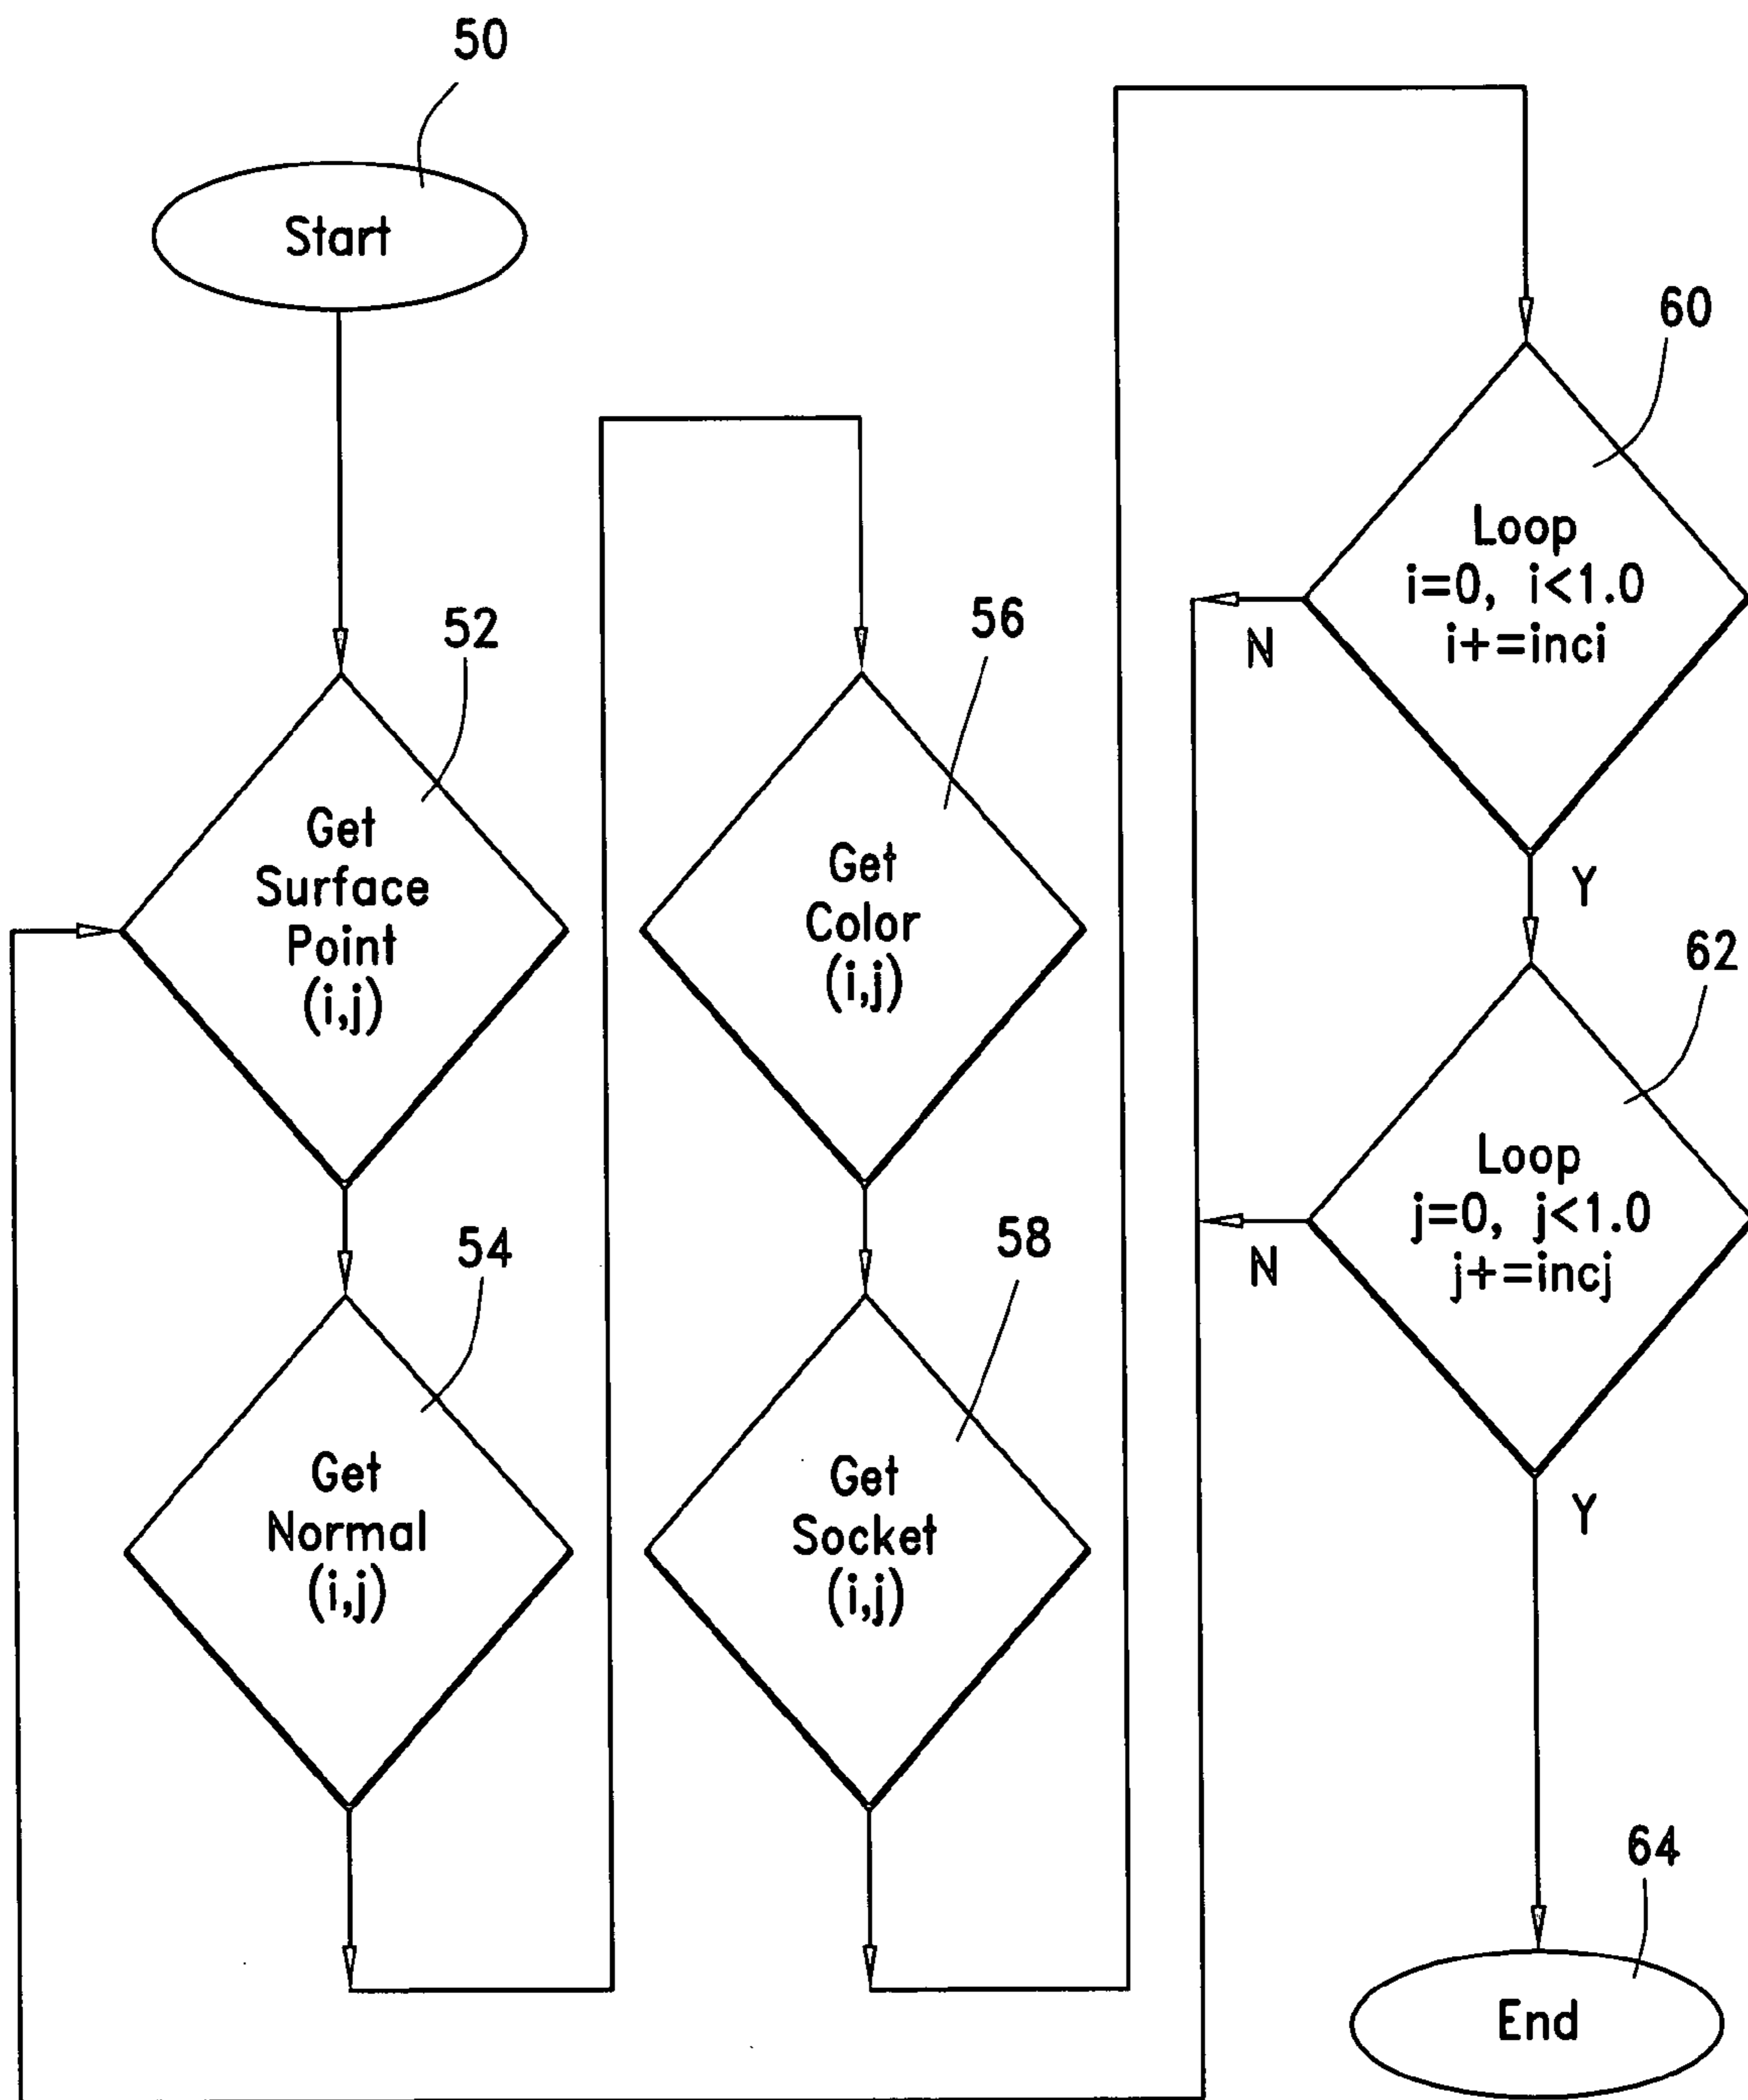 50
Start
52
Get
Surface
Point
(i,j)
54
Get
Normal
(i,j)
56
Get
Color
(i,j)
58
Get
Socket
(i,j)
60
Loop
i=0, i<1.0
i+=inci
N
Y
62
Loop
j=0, j<1.0
j+=incj
N
Y
64
End